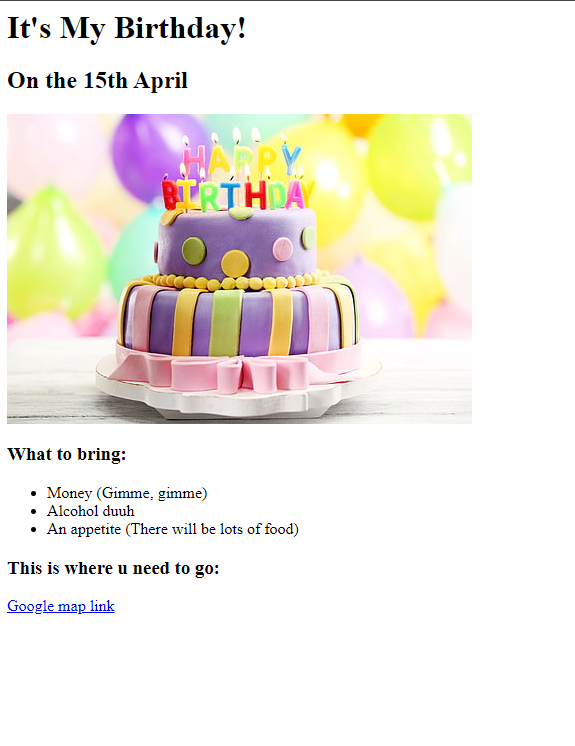 It's My Birthday!
On the 15th April
HAPPY
BIRTHDAY
What to bring:
Money (Gimme, gimme)
Alcohol duuh
An appetite (There will be lots of food)
This is where u need to go:
Google map link